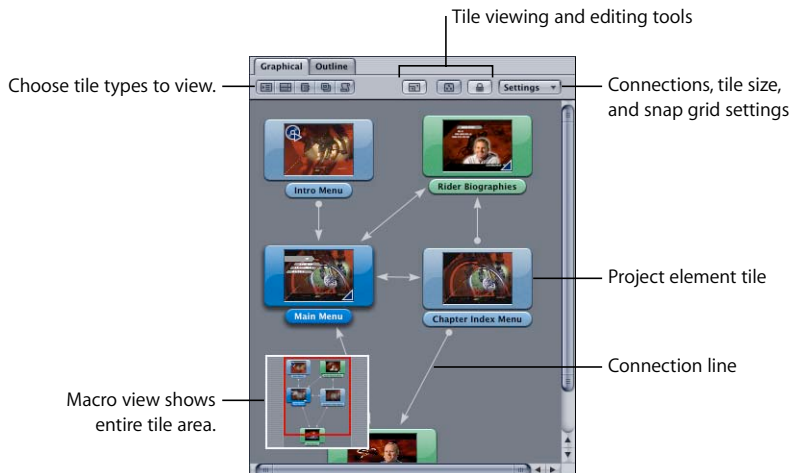 Tile viewing and editing tools
Graphical Outline
Choose tile types to view.
Settings
Connections, tile size,
and snap grid settings
Intro Menu
Rider Biographies
Project element tile
Main Menu
Chapter Index Menu
Connection line
Macro view shows
entire tile area.